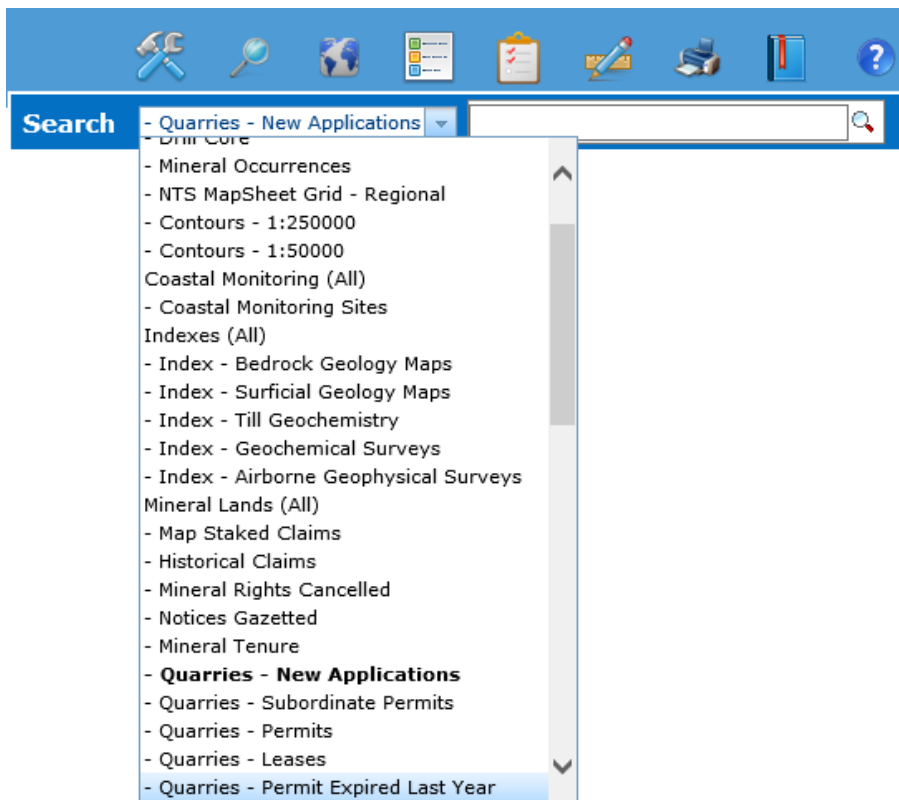 ?
Search
- Quarries - New Applications
- Drill Core
- Mineral Occurrences
- NTS MapSheet Grid - Regional
- Contours - 1:250000
- Contours - 1:50000
Coastal Monitoring (All)
- Coastal Monitoring Sites
Indexes (All)
- Index - Bedrock Geology Maps
- Index - Surficial Geology Maps
- Index - Till Geochemistry
- Index - Geochemical Surveys
- Index - Airborne Geophysical Surveys
Mineral Lands (All)
- Map Staked Claims
- Historical Claims
- Mineral Rights Cancelled
- Notices Gazetted
- Mineral Tenure
- Quarries - New Applications
- Quarries - Subordinate Permits
- Quarries - Permits
- Quarries - Leases
- Quarries - Permit Expired Last Year